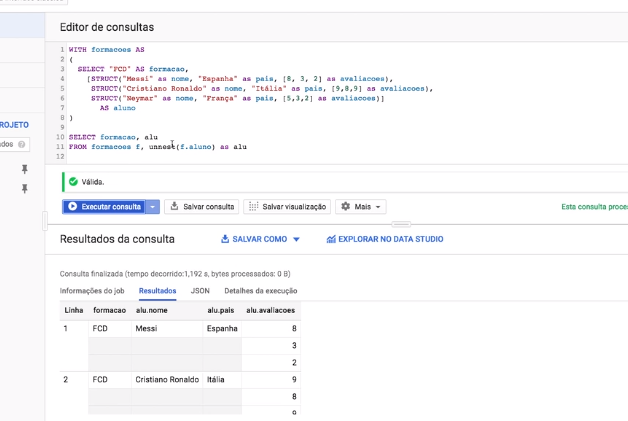 Editor de consultas
1 WITH formacoes AS
2 (
3 SELECT "FCD" AS formacao,
4 [STRUCT("Messi" as nome, "Espanha" as pais, [8, 3, 2] as avaliacoes),
5 STRUCT("Cristiano Ronaldo" as nome, "Itália" as pais, [9,8,9] as avaliacoes),
6 STRUCT("Neymar" as nome, "França" as pais, [5,3,2] as avaliacoes)]
7 AS aluno
8 )
9
10 SELECT formacao, alu
11 FROM formacoes f, unnest(f.aluno) as alu
12
ROJETO
dos
Válida.
Executar consulta Salvar consulta Salvar visualização Mais Esta consulta proce
Resultados da consulta SALVAR COMO EXPLORAR NO DATA STUDIO
Consulta finalizada (tempo decorrido:1,192 s, bytes processados: 0 B)
Informações do job Resultados JSON Detalhes da execução
Linha formacao alu.nome alu.pais alu.avaliacoes
1 FCD Messi Espanha 8
3
2
2 FCD Cristiano Ronaldo Itália 9
8